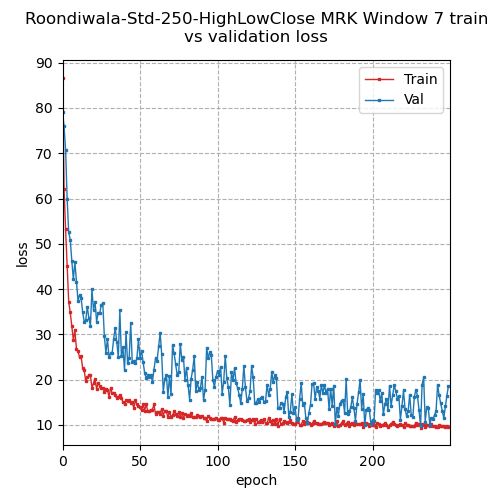 Roondiwala-Std-250-HighLowClose MRK Window 7 train
vs validation loss
Train
Val
90
80
70
60
50
40
30
20
10
loss
0
50
100
150
200
epoch